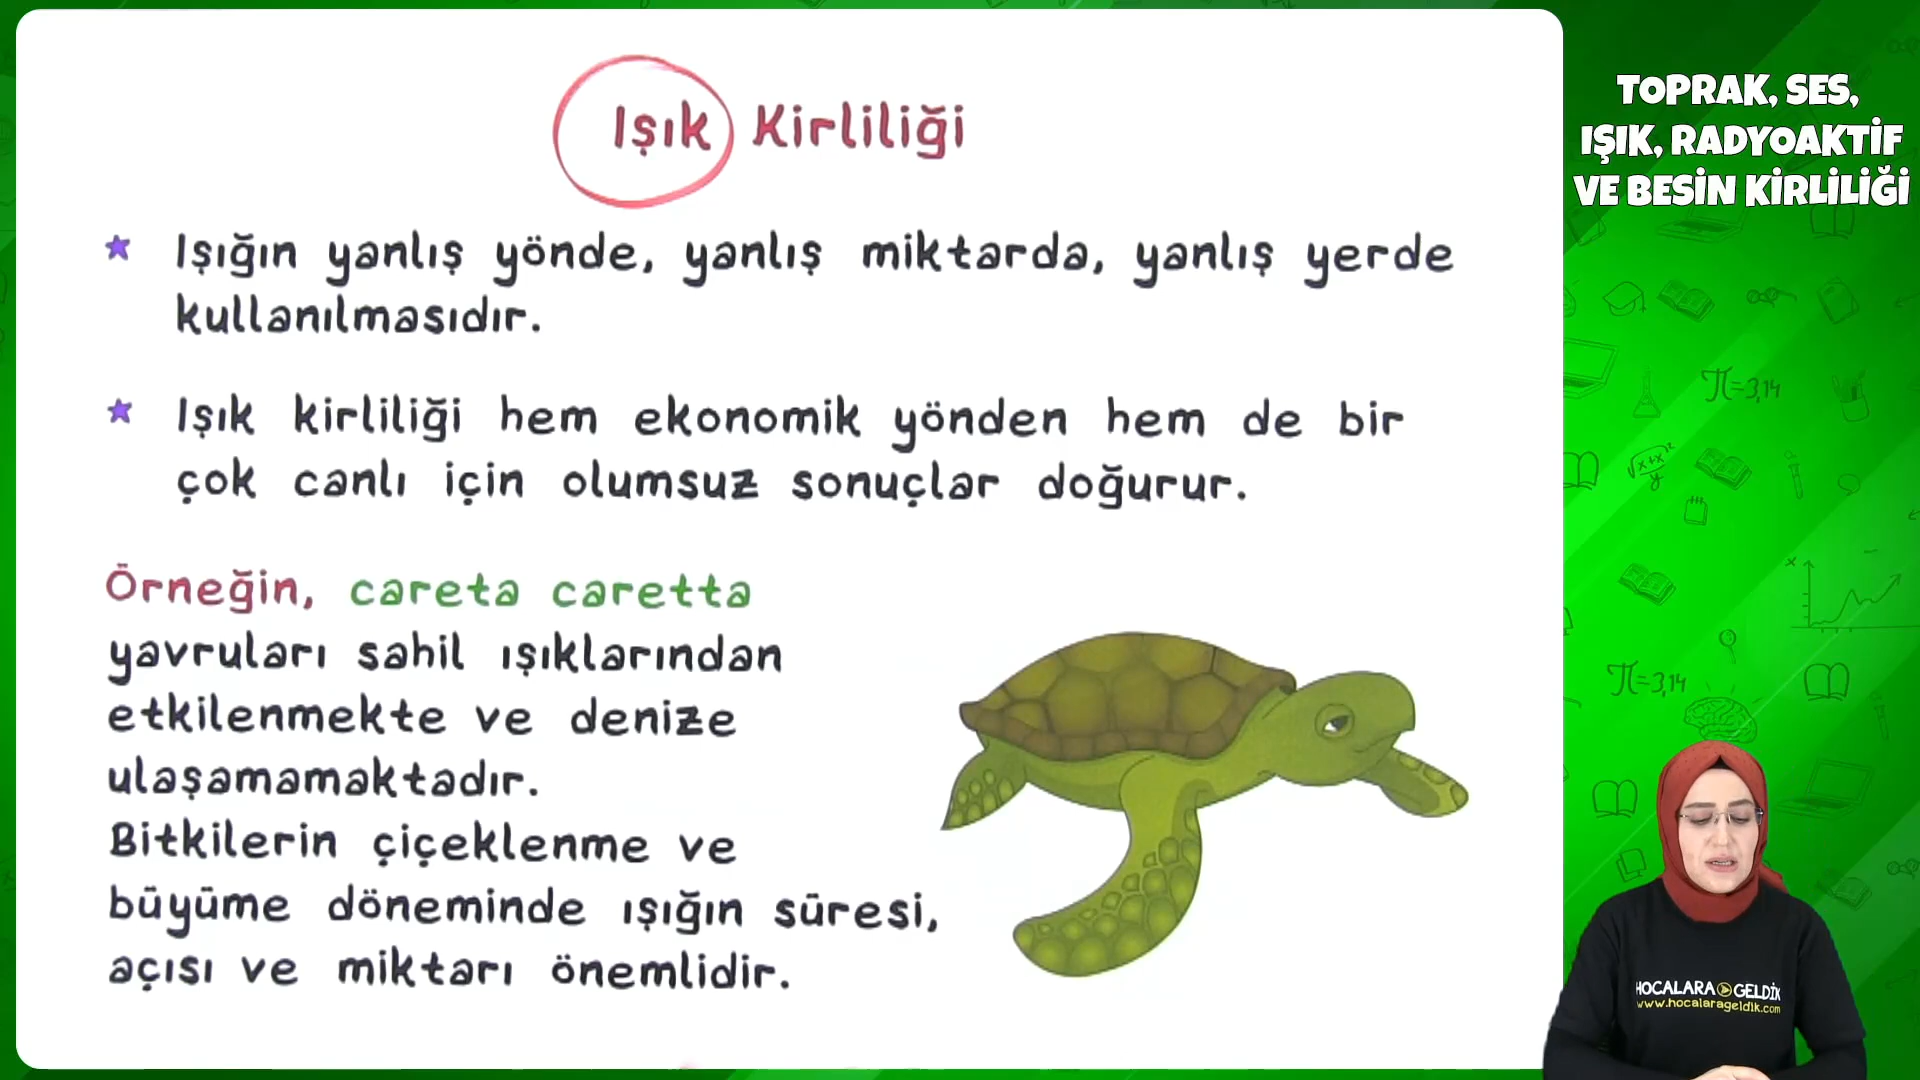 Işık Kirliliği
Işığın yanlış yönde, yanlış miktarda, yanlış yerde
kullanılmasıdır.
Işık kirliliği hem ekonomik yönden hem de bir
çok canlı için olumsuz sonuçlar doğurur.
Örneğin, careta caretta
yavruları sahil ışıklarından
etkilenmekte ve denize
ulaşamamaktadır.
Bitkilerin çiçeklenme ve
büyüme döneminde ışığın süresi,
açısı ve miktarı önemlidir.
TOPRAK, SES,
IŞIK, RADYOAKTİF
VE BESİN KİRLİLİĞİ
π=3,14
π=3,14
HOCALARA GELDİK
www.hocalarageldik.com